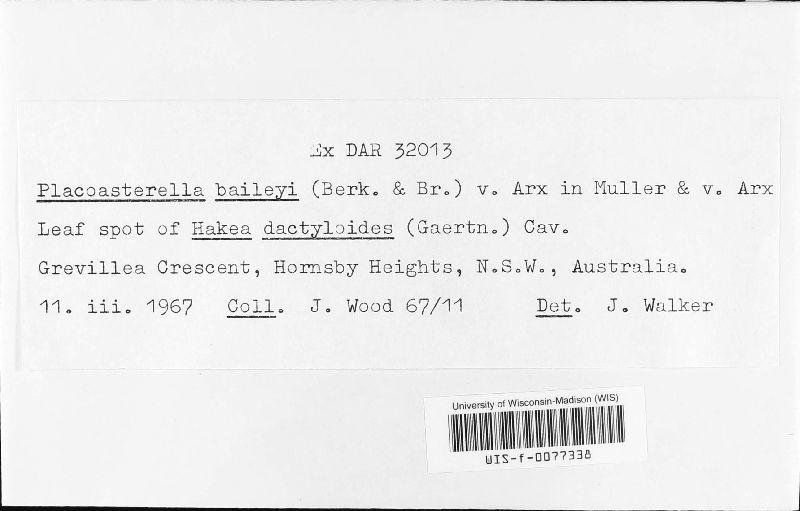 Ex DAR 32013
Placoasterella baileyi (Berk. & Br.) v. Arx in Muller & v. Arx
Leaf spot of Hakea dactyloides (Gaertn.) Cav.
Grevillea Crescent, Hornsby Heights, N.S.W., Australia.
11. iii. 1967 Coll. J. Wood 67/11 Det. J. Walker
University of Wisconsin-Madison (WIS)
WIS-f-0077338